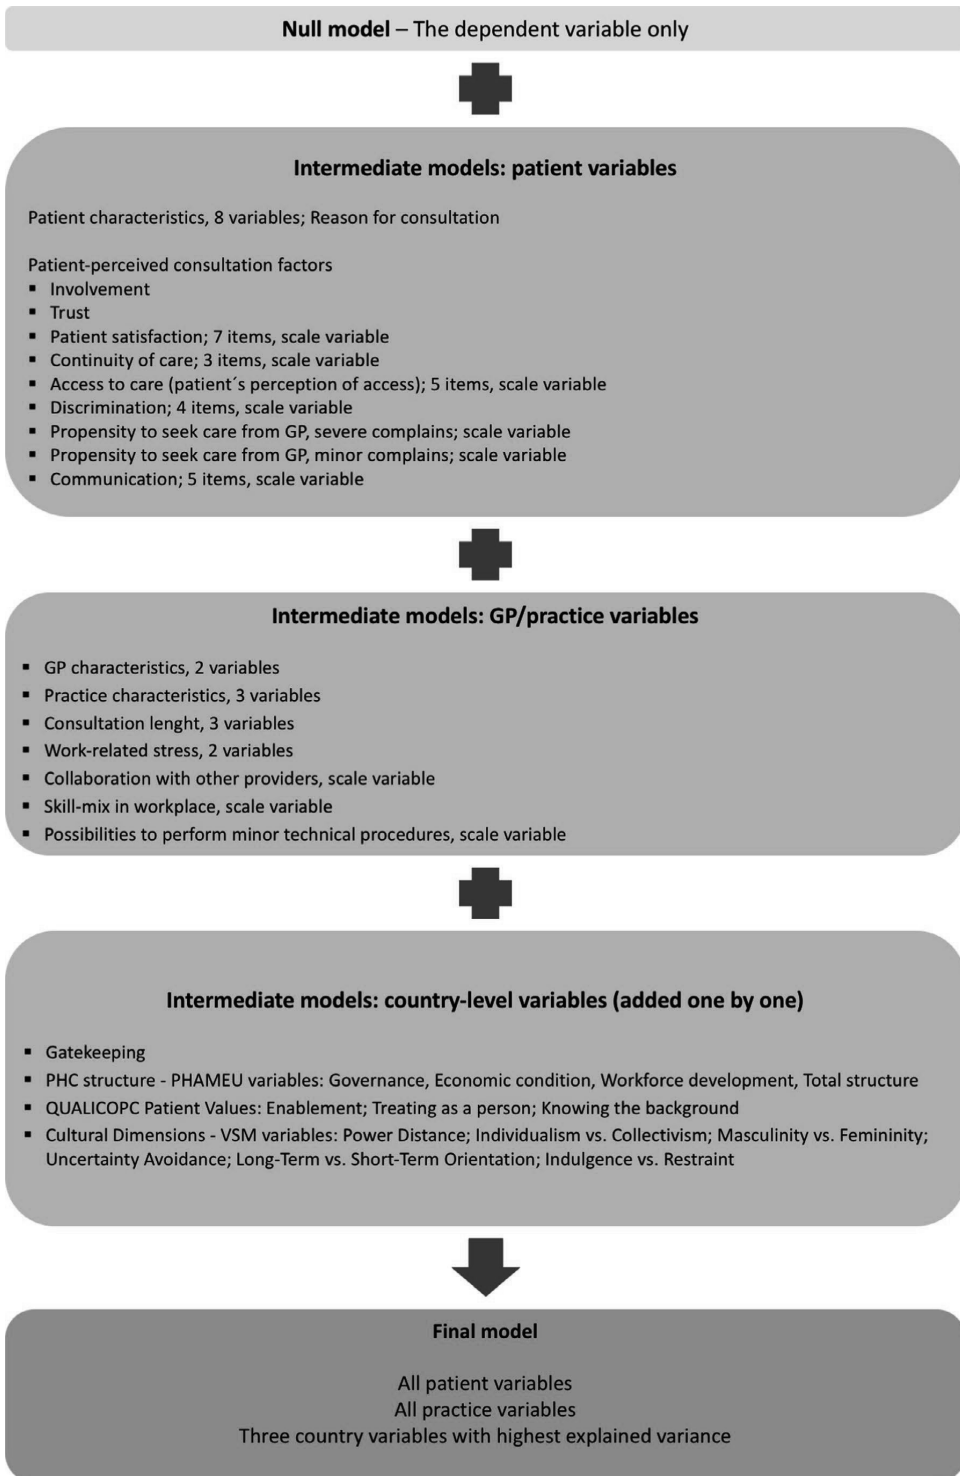 Null model – The dependent variable only
Intermediate models: patient variables
Patient characteristics, 8 variables; Reason for consultation
Patient-perceived consultation factors
▪ Involvement
▪ Trust
▪ Patient satisfaction; 7 items, scale variable
▪ Continuity of care; 3 items, scale variable
▪ Access to care (patient´s perception of access); 5 items, scale variable
▪ Discrimination; 4 items, scale variable
▪ Propensity to seek care from GP, severe complains; scale variable
▪ Propensity to seek care from GP, minor complains; scale variable
▪ Communication; 5 items, scale variable
Intermediate models: GP/practice variables
▪ GP characteristics, 2 variables
▪ Practice characteristics, 3 variables
▪ Consultation lenght, 3 variables
▪ Work-related stress, 2 variables
▪ Collaboration with other providers, scale variable
▪ Skill-mix in workplace, scale variable
▪ Possibilities to perform minor technical procedures, scale variable
Intermediate models: country-level variables (added one by one)
▪ Gatekeeping
▪ PHC structure - PHAMEU variables: Governance, Economic condition, Workforce development, Total structure
▪ QUALICOPC Patient Values: Enablement; Treating as a person; Knowing the background
▪ Cultural Dimensions - VSM variables: Power Distance; Individualism vs. Collectivism; Masculinity vs. Femininity;
Uncertainty Avoidance; Long-Term vs. Short-Term Orientation; Indulgence vs. Restraint
Final model
All patient variables
All practice variables
Three country variables with highest explained variance